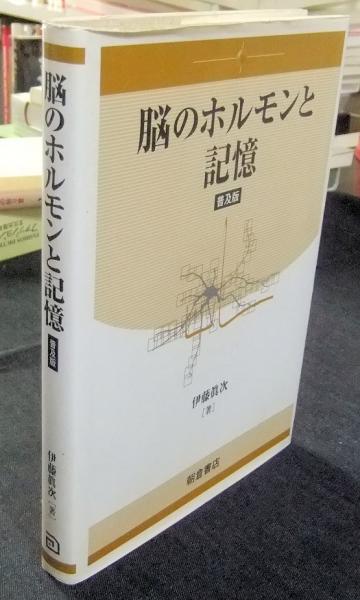 脳のホルモンと
記憶
普及版
伊藤眞次
[著]
朝倉書店
脳のホルモンと記憶
普及版
伊藤眞次
[著]